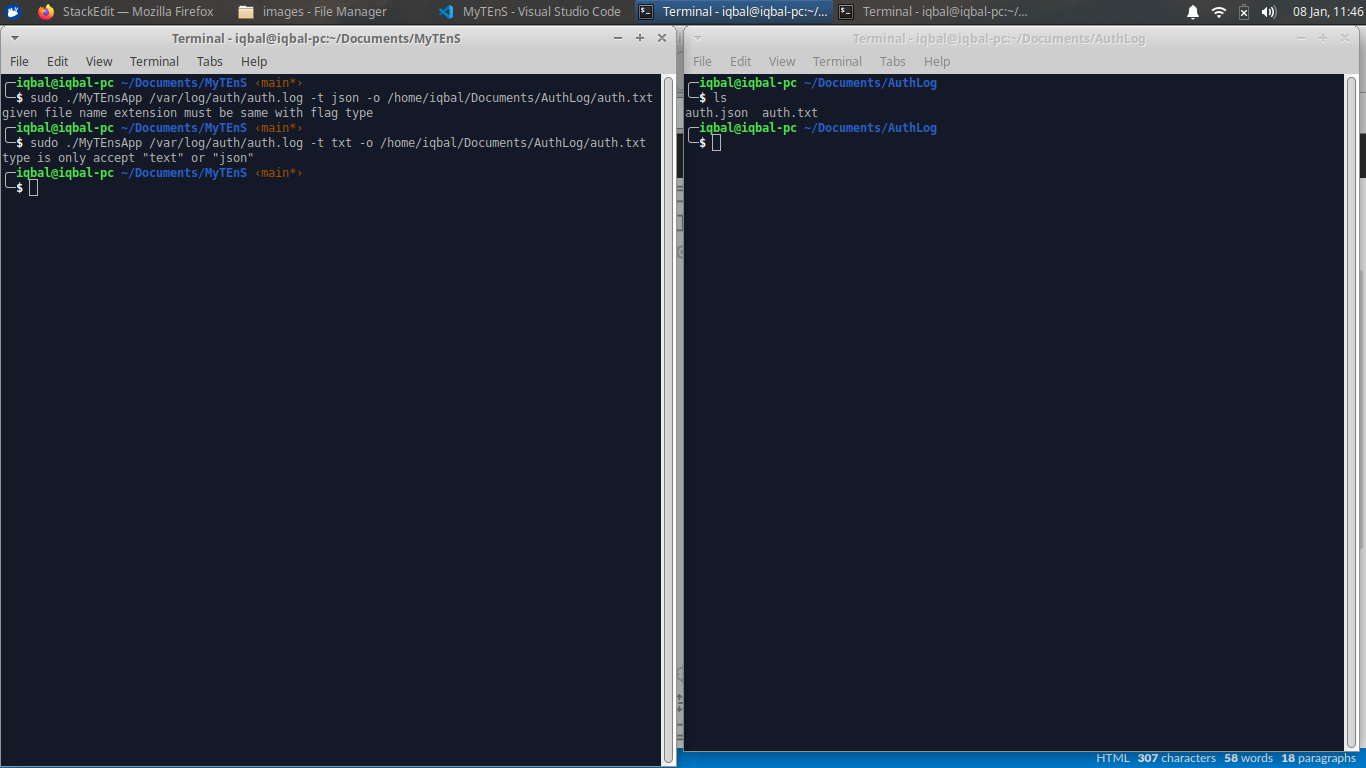 StackEdit — Mozilla Firefox
images - File Manager
MyTEnS - Visual Studio Code
Terminal - iqbal@iqbal-pc:~/...
Terminal - iqbal@iqbal-pc:~/...
08 Jan, 11:46
Terminal - iqbal@iqbal-pc:~/Documents/MyTEnS
File Edit View Terminal Tabs Help
iqbal@iqbal-pc ~/Documents/MyTEnS ‹main*›
$ sudo ./MyTEnsApp /var/log/auth/auth.log -t json -o /home/iqbal/Documents/AuthLog/auth.txt
given file name extension must be same with flag type
iqbal@iqbal-pc ~/Documents/MyTEnS ‹main*›
$ sudo ./MyTEnsApp /var/log/auth/auth.log -t txt -o /home/iqbal/Documents/AuthLog/auth.txt
type is only accept "text" or "json"
iqbal@iqbal-pc ~/Documents/MyTEnS ‹main*›
$
Terminal - iqbal@iqbal-pc:~/Documents/AuthLog
File Edit View Terminal Tabs Help
iqbal@iqbal-pc ~/Documents/AuthLog
$ ls
auth.json  auth.txt
iqbal@iqbal-pc ~/Documents/AuthLog
$
HTML 307 characters 58 words 18 paragraphs